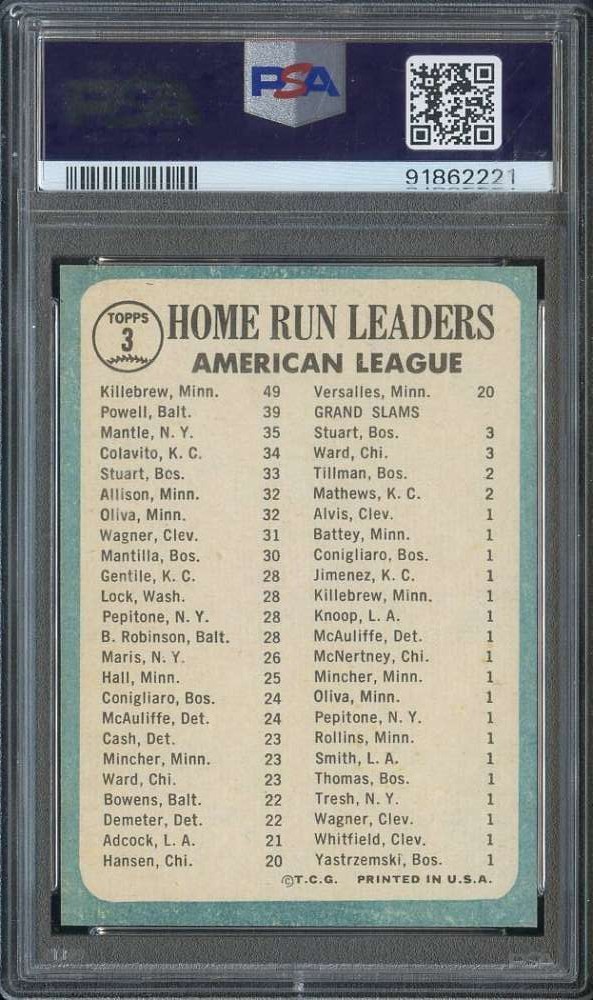 PSA
91862221
TOPPS
3
HOME RUN LEADERS
AMERICAN LEAGUE
Killebrew, Minn. 49
Powell, Balt. 39
Mantle, N. Y. 35
Colavito, K. C. 34
Stuart, Bos. 33
Allison, Minn. 32
Oliva, Minn. 32
Wagner, Clev. 31
Mantilla, Bos. 30
Gentile, K. C. 28
Lock, Wash. 28
Pepitone, N. Y. 28
B. Robinson, Balt. 28
Maris, N. Y. 26
Hall, Minn. 25
Conigliaro, Bos. 24
McAuliffe, Det. 24
Cash, Det. 23
Mincher, Minn. 23
Ward, Chi. 23
Bowens, Balt. 22
Demeter, Det. 22
Adcock, L. A. 21
Hansen, Chi. 20
Versalles, Minn. 20
GRAND SLAMS
Stuart, Bos. 3
Ward, Chi. 3
Tillman, Bos. 2
Mathews, K. C. 2
Alvis, Clev. 1
Battey, Minn. 1
Conigliaro, Bos. 1
Jimenez, K. C. 1
Killebrew, Minn. 1
Knoop, L. A. 1
McAuliffe, Det. 1
McNertney, Chi. 1
Mincher, Minn. 1
Oliva, Minn. 1
Pepitone, N. Y. 1
Rollins, Minn. 1
Smith, L. A. 1
Thomas, Bos. 1
Tresh, N. Y. 1
Wagner, Clev. 1
Whitfield, Clev. 1
Yastrzemski, Bos. 1
©T.C.G. PRINTED IN U.S.A.